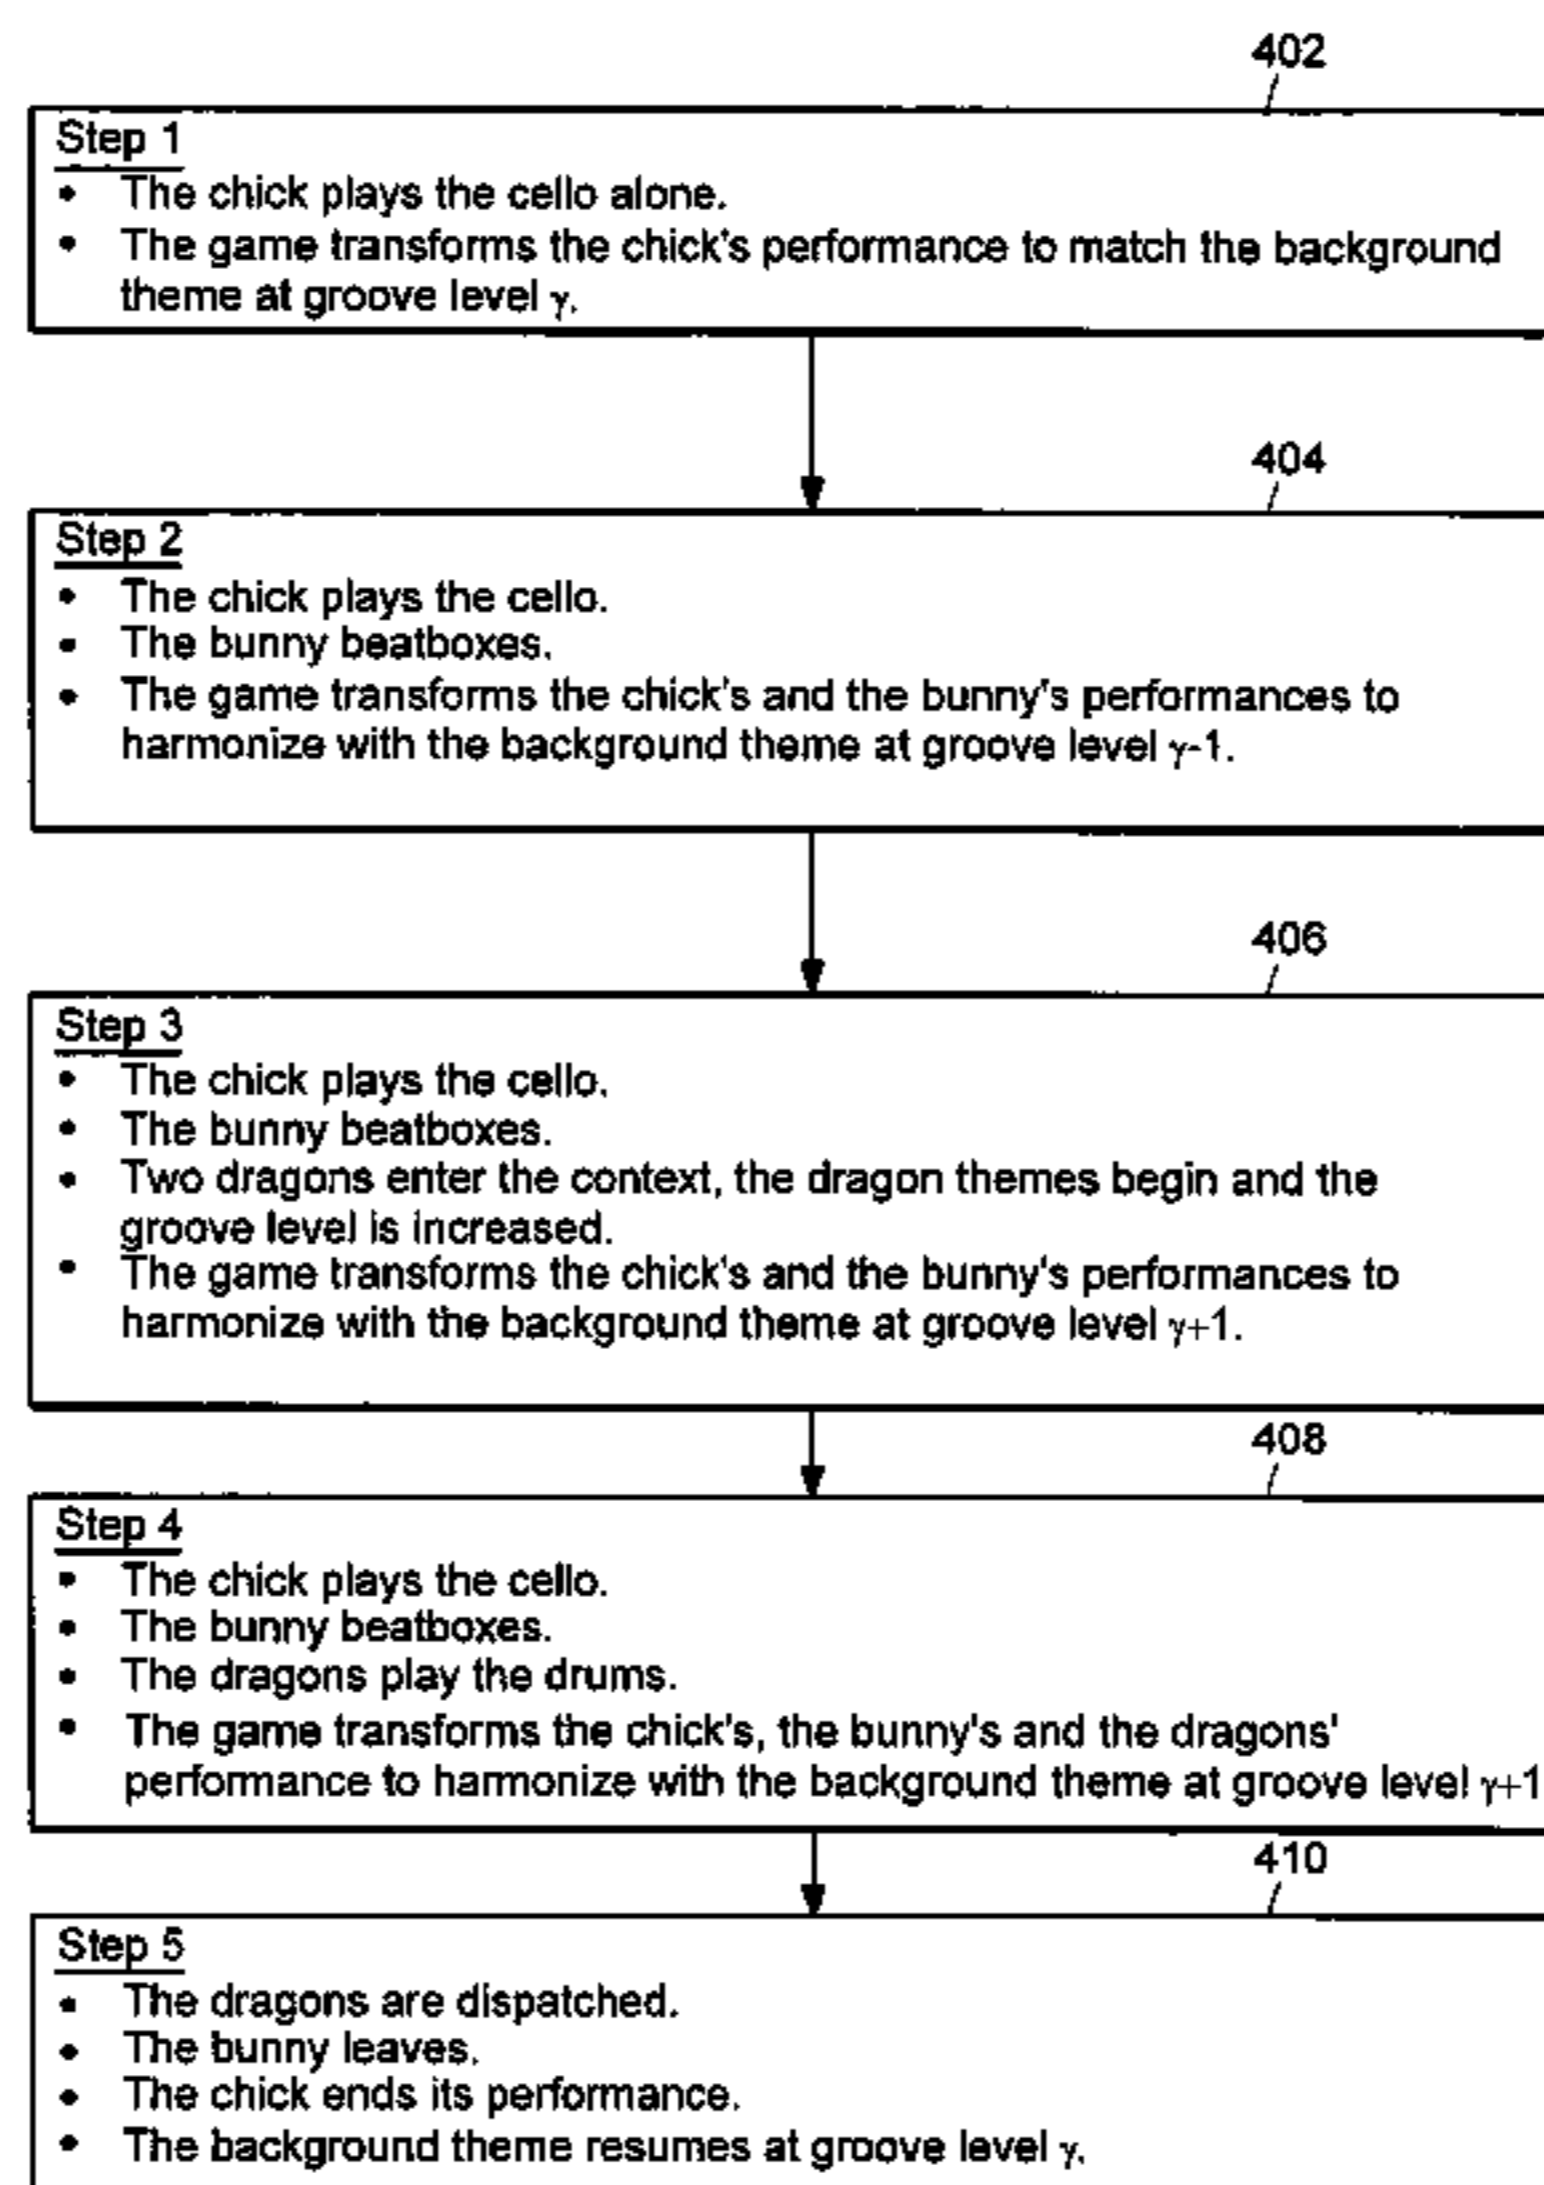 402
Step 1
• The chick plays the cello alone.
• The game transforms the chick's performance to match the background
theme at groove level γ.
404
Step 2
• The chick plays the cello.
• The bunny beatboxes.
• The game transforms the chick's and the bunny's performances to
harmonize with the background theme at groove level γ-1.
406
Step 3
• The chick plays the cello.
• The bunny beatboxes.
• Two dragons enter the context, the dragon themes begin and the
groove level is increased.
• The game transforms the chick's and the bunny's performances to
harmonize with the background theme at groove level γ+1.
408
Step 4
• The chick plays the cello.
• The bunny beatboxes.
• The dragons play the drums.
• The game transforms the chick's, the bunny's and the dragons'
performance to harmonize with the background theme at groove level γ+1
410
Step 5
• The dragons are dispatched.
• The bunny leaves.
• The chick ends its performance.
• The background theme resumes at groove level γ.